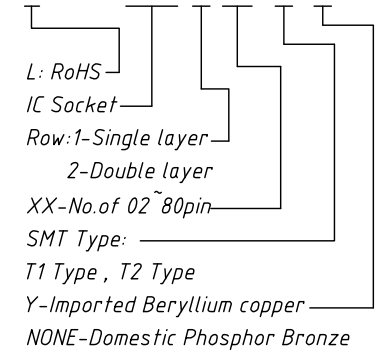 L: RoHS
IC Socket
Row:1-Single layer
2-Double layer
XX-No.of 02~80pin
SMT Type:
T1 Type , T2 Type
Y-Imported Beryllium copper
NONE-Domestic Phosphor Bronze